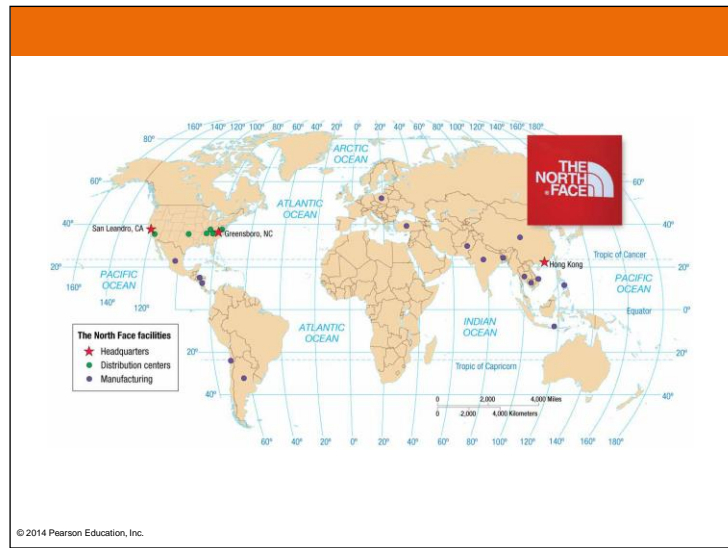 160° 140° 120° 100° 80° 60° 40° 20° 0° 20° 40° 60° 80° 100° 120° 140° 160° 180°
80°
ARCTIC
OCEAN
THE
NORTH
FACE
60°
60°
ATLANTIC
OCEAN
40°
San Leandro, CA
Greensboro, NC
40°
Tropic of Cancer
Hong Kong
20°
20°
PACIFIC
OCEAN
PACIFIC
OCEAN
160°
140°
120°
Equator
0°
ATLANTIC
OCEAN
INDIAN
OCEAN
The North Face facilities
Headquarters
Distribution centers
Manufacturing
20°
20°
Tropic of Capricorn
40°
40°
0 2,000 4,000 Miles
0 2,000 4,000 Kilometers
60° 40° 20° 0° 20° 40° 60° 80° 100° 120° 140° 160° 180°
© 2014 Pearson Education, Inc.